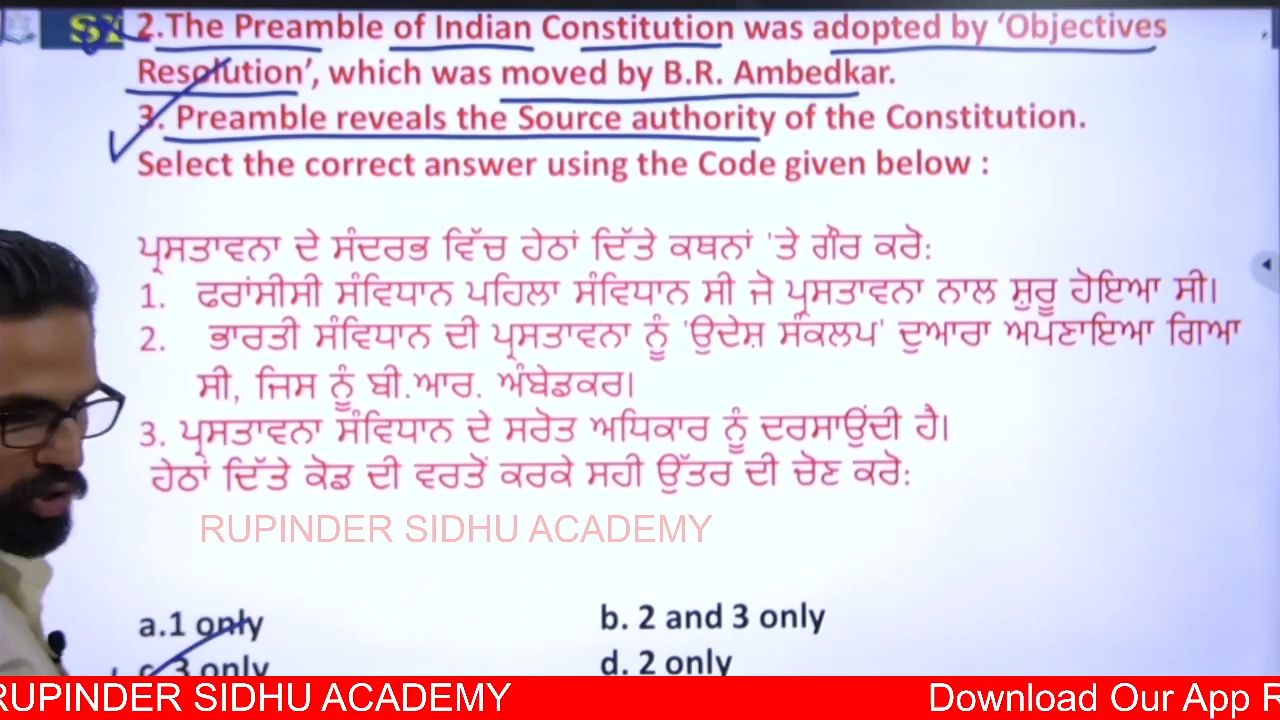 2.The Preamble of Indian Constitution was adopted by ‘Objectives
Resolution’, which was moved by B.R. Ambedkar.
3. Preamble reveals the Source authority of the Constitution.
Select the correct answer using the Code given below :
ਪ੍ਰਸਤਾਵਨਾ ਦੇ ਸੰਦਰਭ ਵਿੱਚ ਹੇਠਾਂ ਦਿੱਤੇ ਕਥਨਾਂ 'ਤੇ ਗੌਰ ਕਰੋ:
1. ਫਰਾਂਸੀਸੀ ਸੰਵਿਧਾਨ ਪਹਿਲਾ ਸੰਵਿਧਾਨ ਸੀ ਜੋ ਪ੍ਰਸਤਾਵਨਾ ਨਾਲ ਸ਼ੁਰੂ ਹੋਇਆ ਸੀ।
2. ਭਾਰਤੀ ਸੰਵਿਧਾਨ ਦੀ ਪ੍ਰਸਤਾਵਨਾ ਨੂੰ 'ਉਦੇਸ਼ ਸੰਕਲਪ' ਦੁਆਰਾ ਅਪਣਾਇਆ ਗਿਆ
ਸੀ, ਜਿਸ ਨੂੰ ਬੀ.ਆਰ. ਅੰਬੇਡਕਰ।
3. ਪ੍ਰਸਤਾਵਨਾ ਸੰਵਿਧਾਨ ਦੇ ਸਰੋਤ ਅਧਿਕਾਰ ਨੂੰ ਦਰਸਾਉਂਦੀ ਹੈ।
ਹੇਠਾਂ ਦਿੱਤੇ ਕੋਡ ਦੀ ਵਰਤੋਂ ਕਰਕੇ ਸਹੀ ਉੱਤਰ ਦੀ ਚੋਣ ਕਰੋ:
RUPINDER SIDHU ACADEMY
a.1 only b. 2 and 3 only
c. 3 only d. 2 only
RUPINDER SIDHU ACADEMY Download Our App R